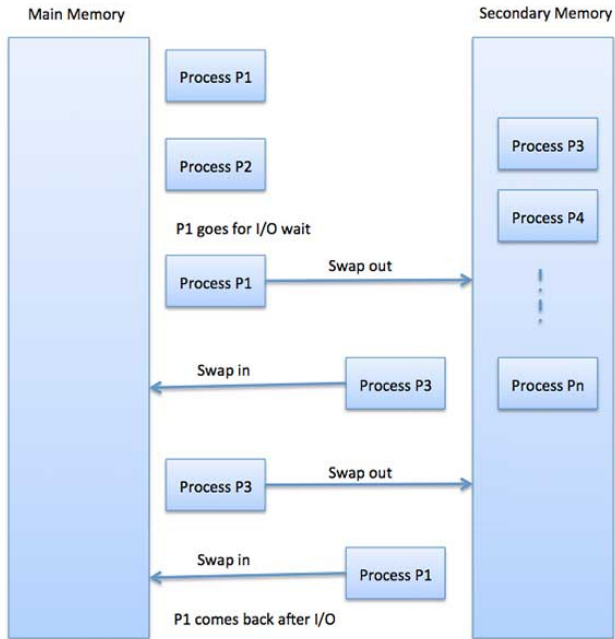 Main Memory
Secondary Memory
Process P1
Process P3
Process P2
Process P4
P1 goes for I/O wait
Process P1
Swap out
Swap in
Process P3
Process Pn
Process P3
Swap out
Swap in
Process P1
P1 comes back after I/O